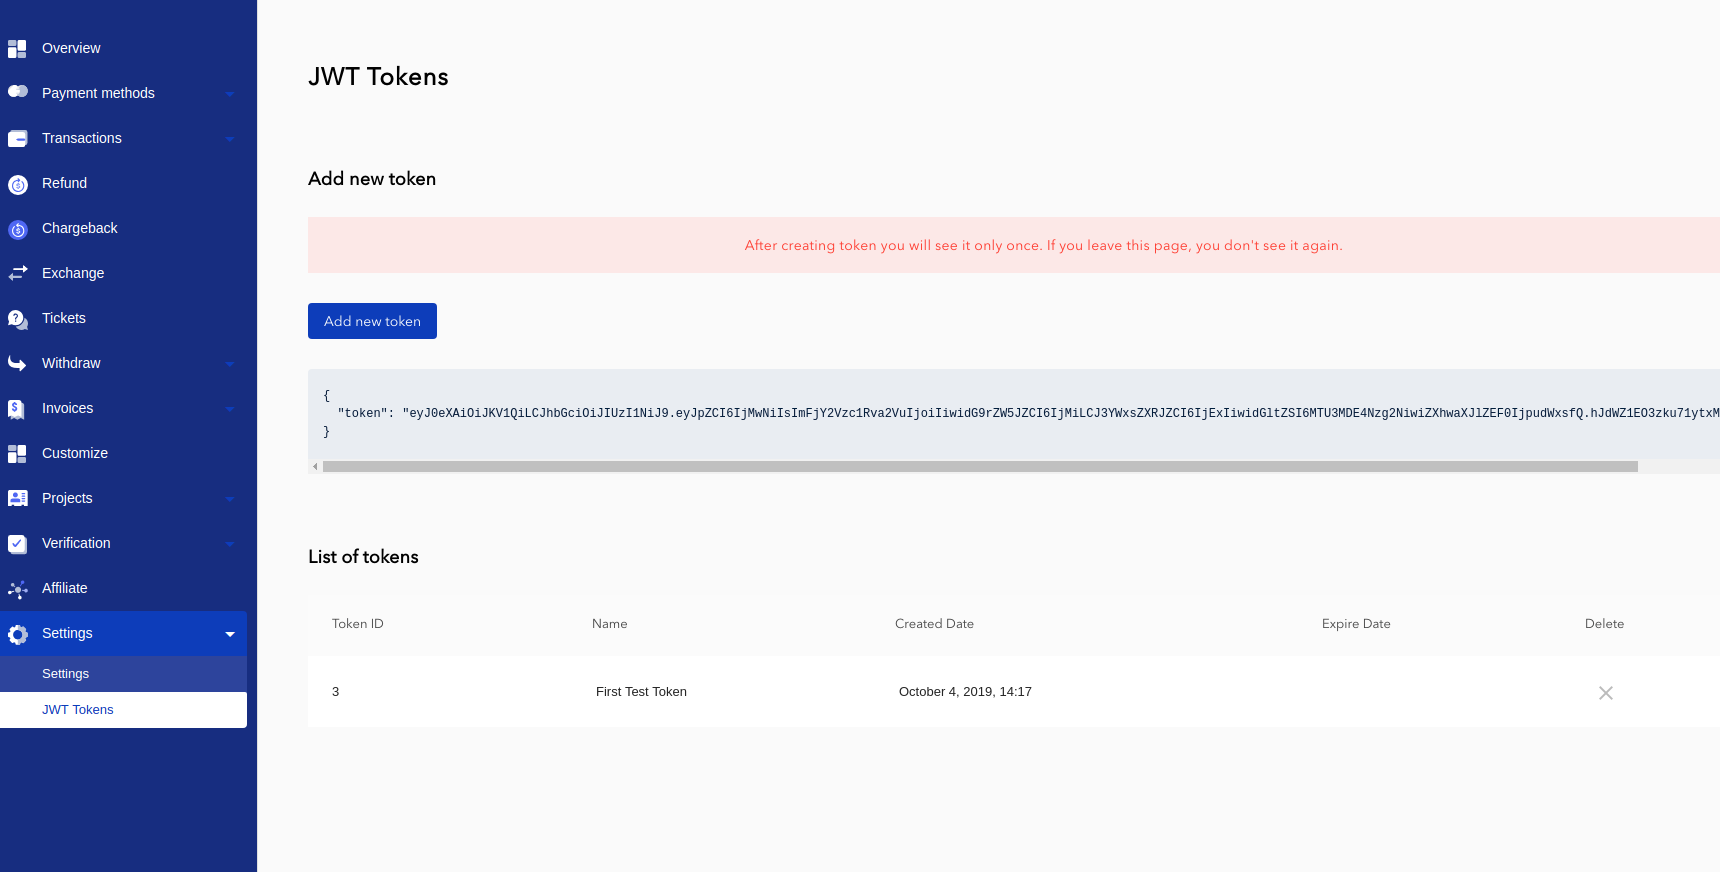 Overview
Payment methods
Transactions
Refund
Chargeback
Exchange
Tickets
Withdraw
Invoices
Customize
Projects
Verification
Affiliate
Settings
Settings
JWT Tokens
JWT Tokens
Add new token
After creating token you will see it only once. If you leave this page, you don't see it again.
Add new token
{
"token": "eyJ0eXAiOiJKV1QiLCJhbGciOiJIUzI1NiJ9.eyJpZCI6IjMwNiIsImFjY2Vzc1Rva2VuIjoiIiwidG9rZW5JZCI6IjMiLCJ3YWxsZXRJZCI6IjExIiwidGltZSI6MTU3MDE4Nzg2NiwiZXhwaXJlZEF0IjpudWxsfQ.hJdWZ1EO3zku71ytxM
}
List of tokens
Token ID Name Created Date Expire Date Delete
3 First Test Token October 4, 2019, 14:17